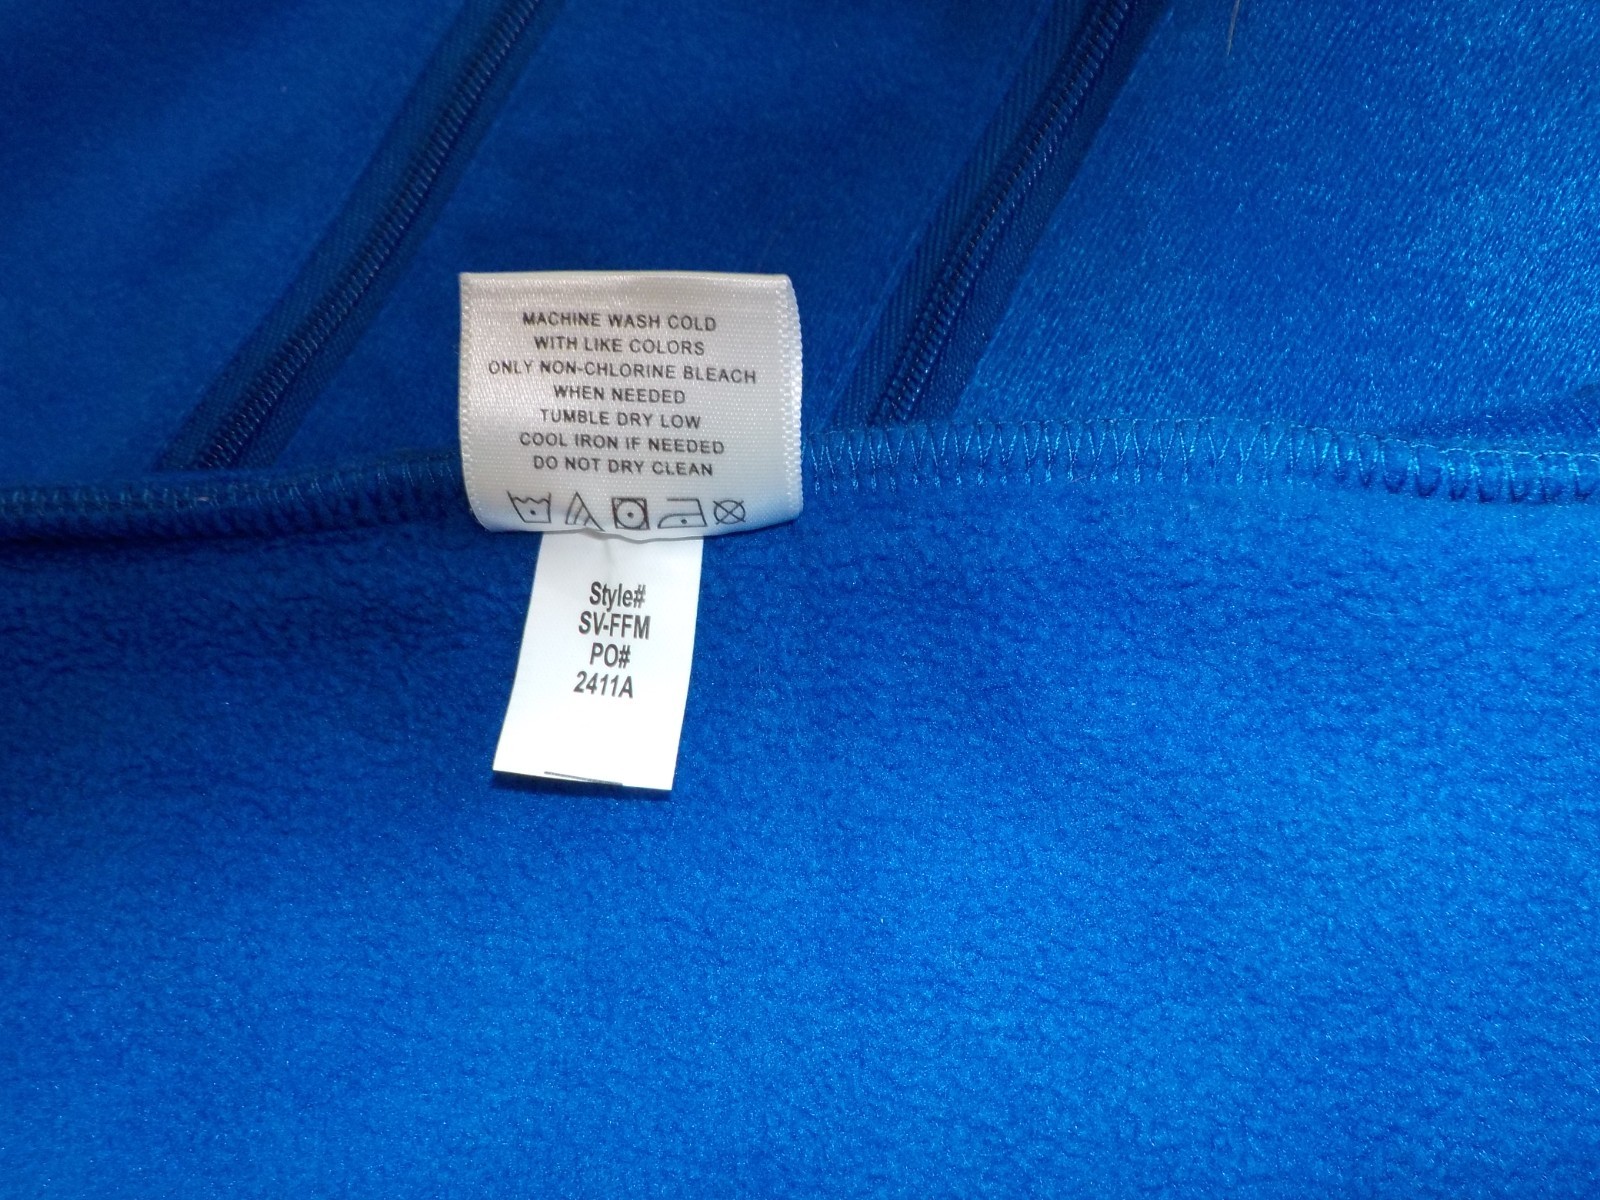 MACHINE WASH COLD
WITH LIKE COLORS
ONLY NON-CHLORINE BLEACH
WHEN NEEDED
TUMBLE DRY LOW
COOL IRON IF NEEDED
DO NOT DRY CLEAN
Style#
SV-FFM
PO#
2411A